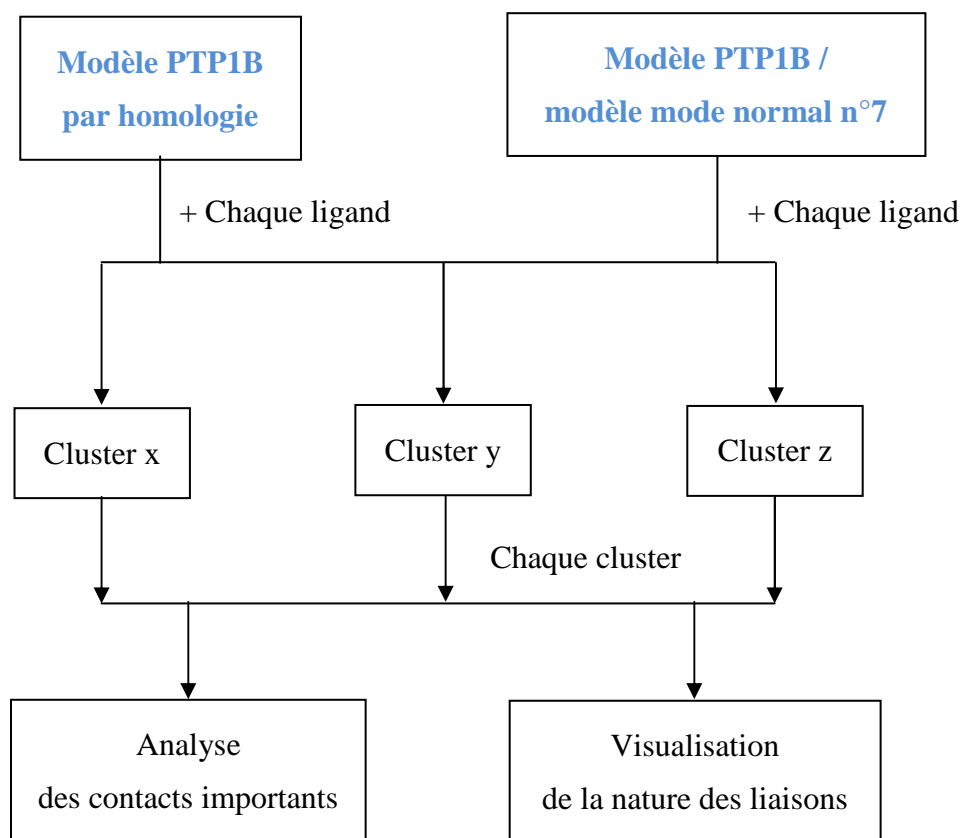 Modèle PTP1B
par homologie
Modèle PTP1B /
modèle mode normal n°7
+ Chaque ligand
+ Chaque ligand
Cluster x
Cluster y
Cluster z
Chaque cluster
Analyse
des contacts importants
Visualisation
de la nature des liaisons